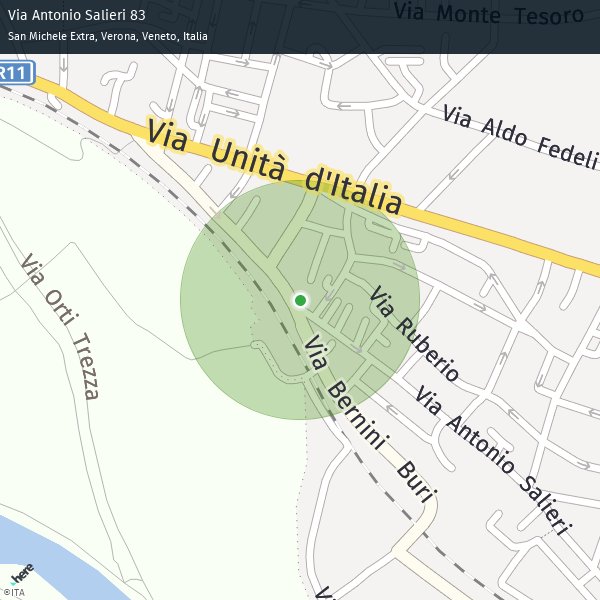 Via Antonio Salieri 83
San Michele Extra, Verona, Veneto, Italia
Via Monte Tesoro
R11
Via Aldo Fedeli
Via Unità d'Italia
Via Orti Trezza
Via Ruberio
Via Bernini Buri
Via Antonio Salieri
Vi
here
©ITA